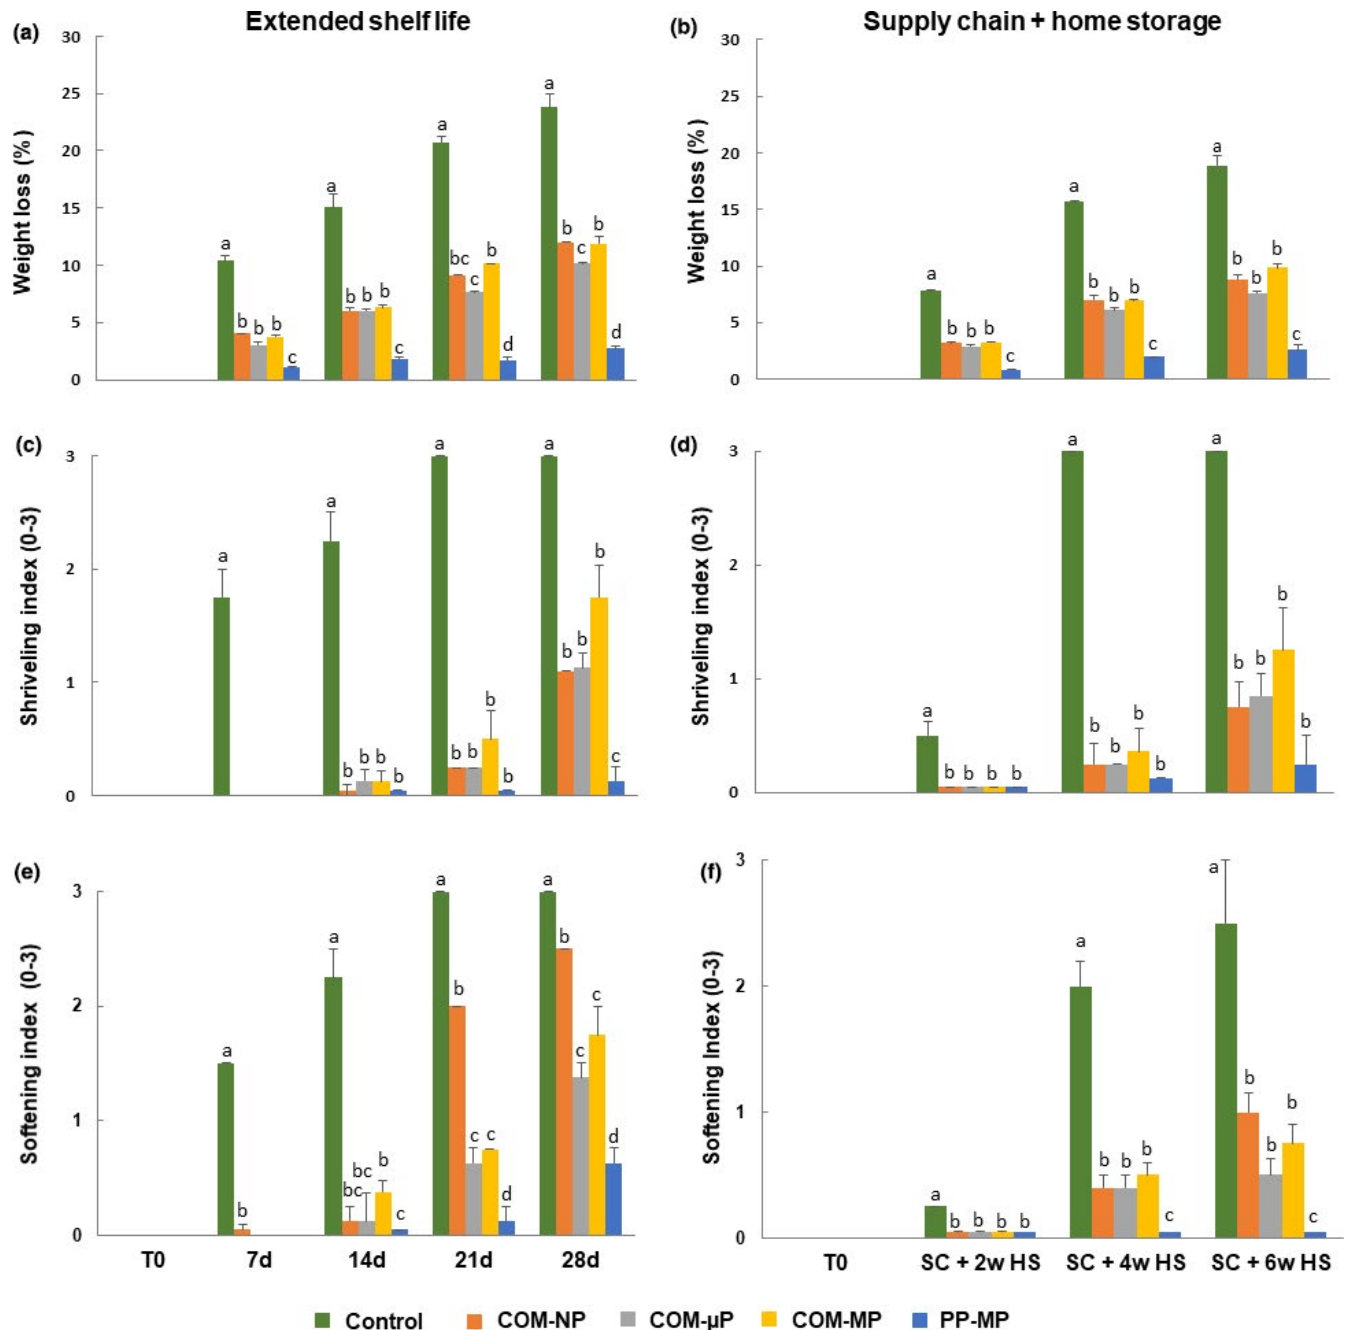 Extended shelf life
Supply chain + home storage
(a)
Weight loss (%)
30
25
20
15
10
5
0
a
b b b
c
a
b b b
c
a
bc
c
b
d
a
b
c
b
d
(b)
Weight loss (%)
30
25
20
15
10
5
0
a
b b b
c
a
b b b
c
a
b b b
c
(c)
Shriveling index (0-3)
3
2
1
0
a
a
b b b b
a
b b b b
a
b b b
c
(d)
Shriveling index (0-3)
3
2
1
0
a
b b b b
a
b b b b
a
b b b b
(e)
Softening index (0-3)
3
2
1
0
a
b
a
bc bc b
c
a
b
c c
d
a
b
c c
d
T0 7d 14d 21d 28d
(f)
Softening Index (0-3)
3
2
1
0
a
b b b b
a
b b b
c
a
b b b
c
T0 SC + 2w HS SC + 4w HS SC + 6w HS
Control COM-NP COM-µP COM-MP PP-MP